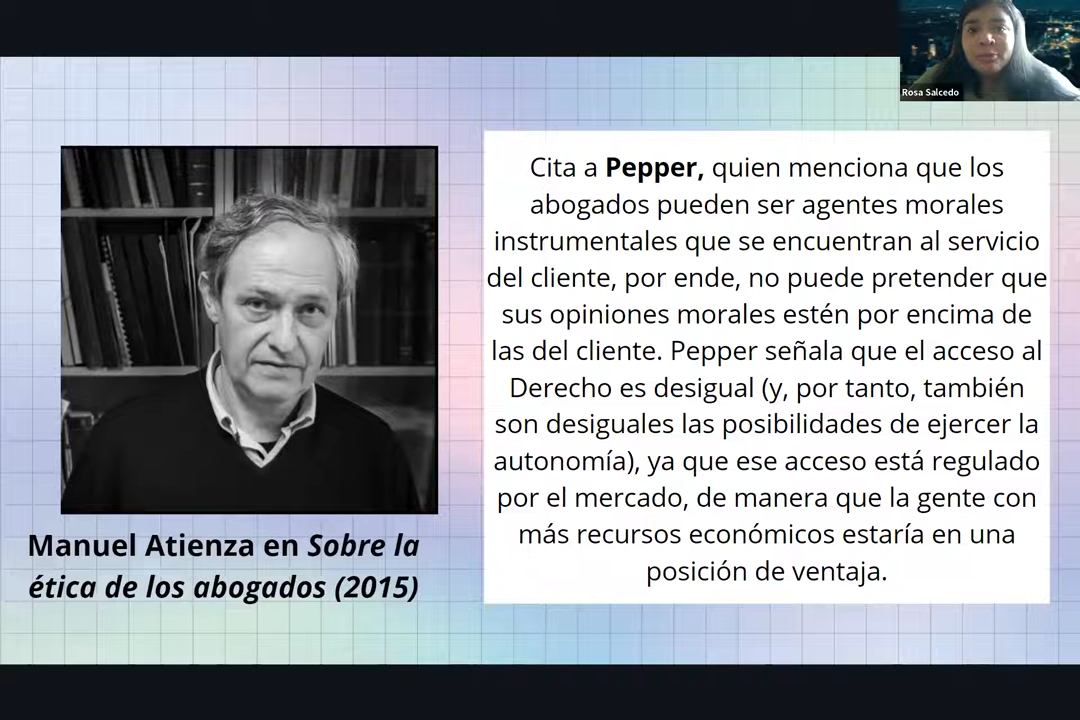 Rosa Salcedo
Cita a Pepper, quien menciona que los
abogados pueden ser agentes morales
instrumentales que se encuentran al servicio
del cliente, por ende, no puede pretender que
sus opiniones morales estén por encima de
las del cliente. Pepper señala que el acceso al
Derecho es desigual (y, por tanto, también
son desiguales las posibilidades de ejercer la
autonomía), ya que ese acceso está regulado
por el mercado, de manera que la gente con
más recursos económicos estaría en una
posición de ventaja.
Manuel Atienza en Sobre la
ética de los abogados (2015)